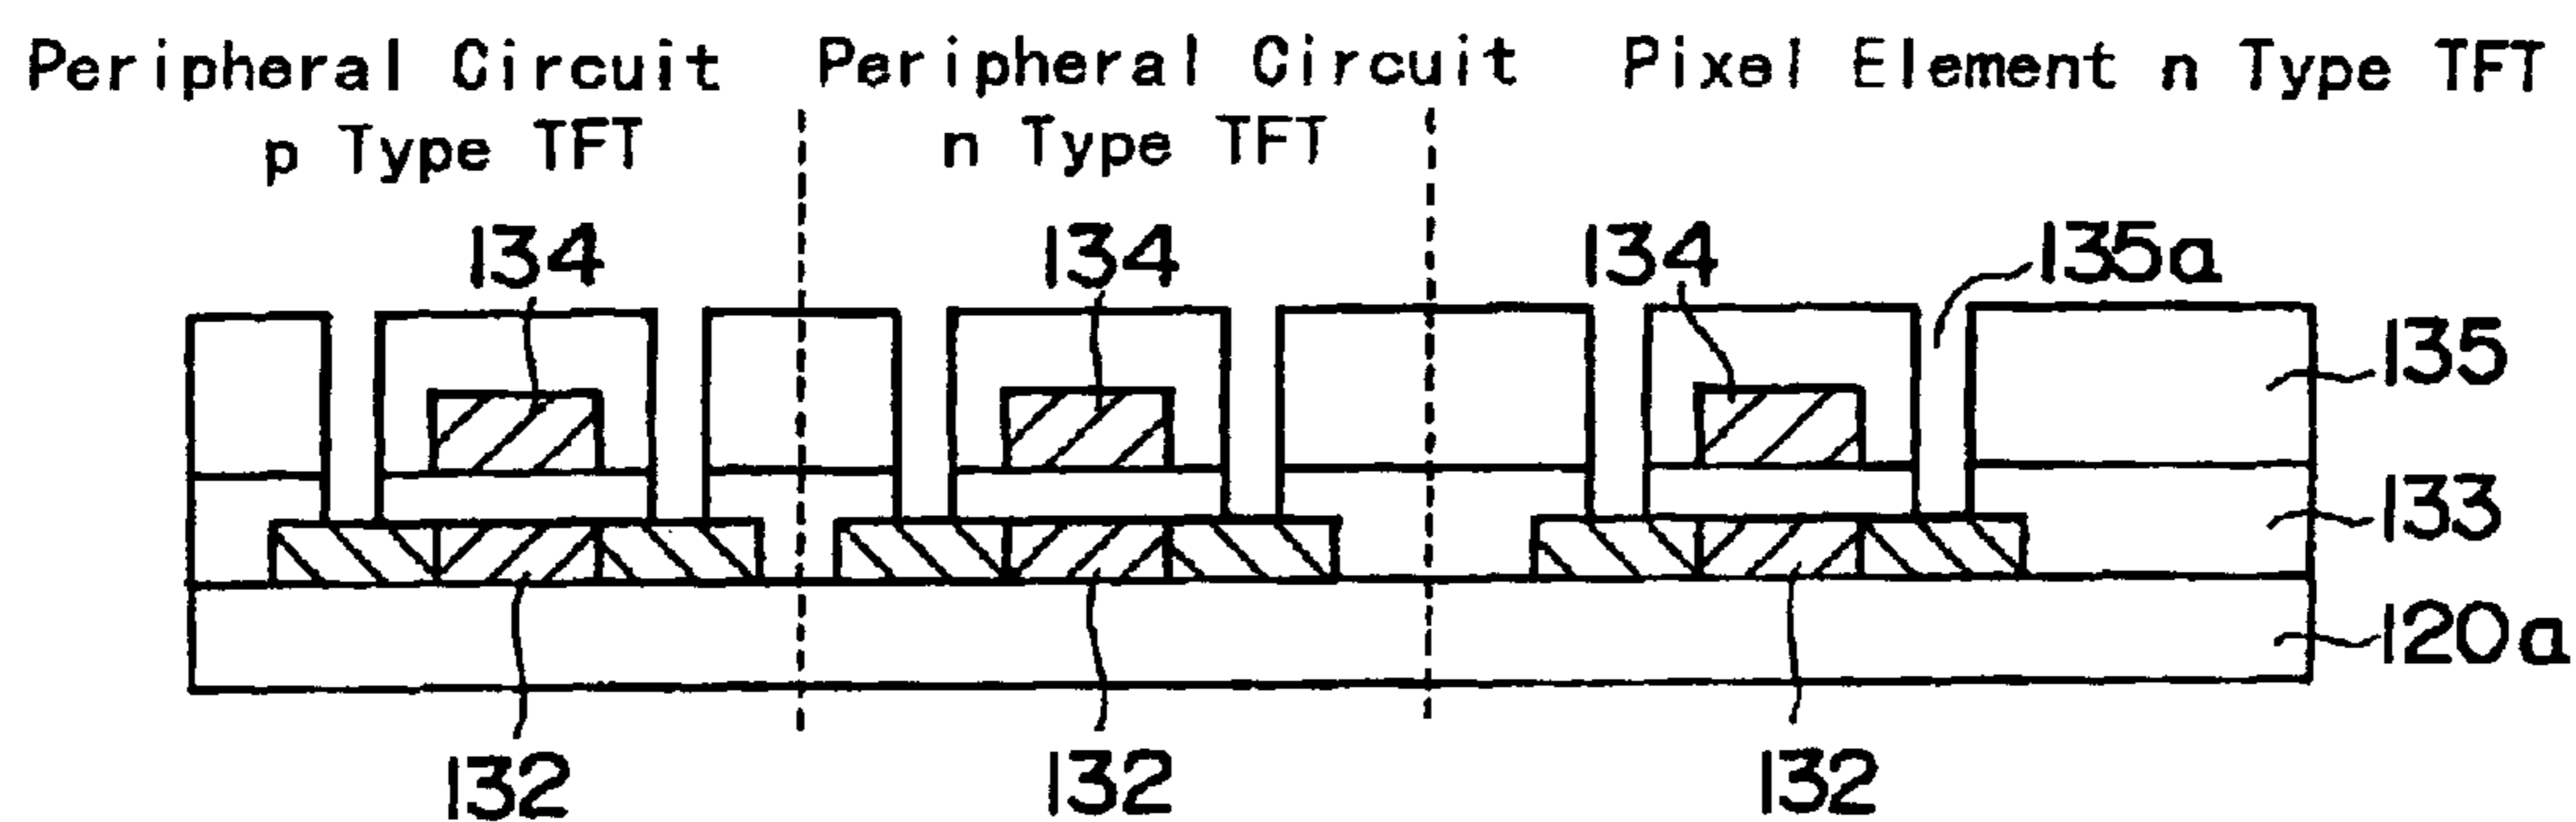 Peripheral Circuit
p Type TFT
Peripheral Circuit
n Type TFT
Pixel Element n Type TFT
134
134
134
135a
135
133
120a
132
132
132